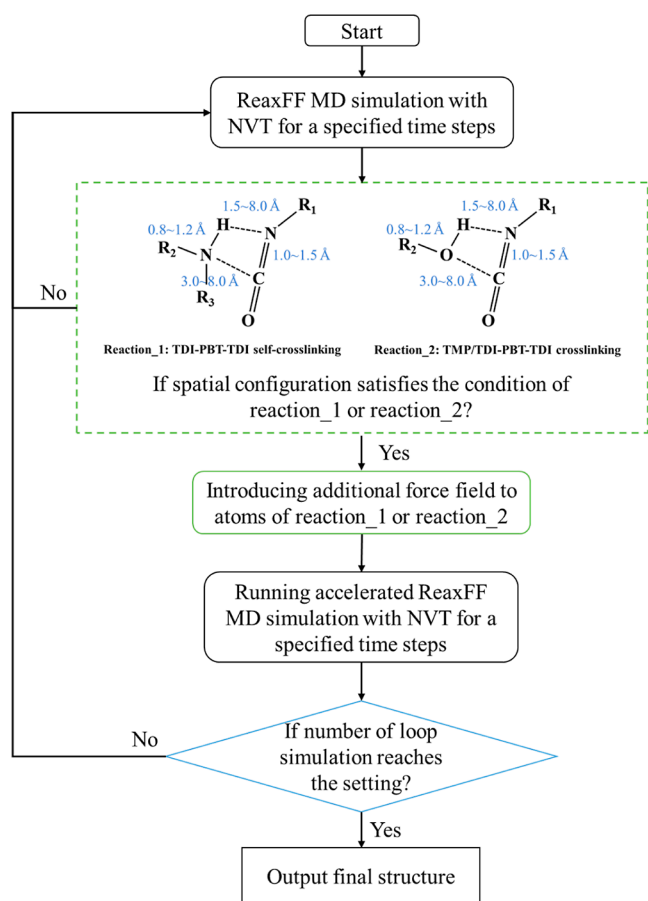 Start
ReaxFF MD simulation with
NVT for a specified time steps
1.5~8.0 Å
R1
0.8~1.2 Å
H
N
R2
N
1.0~1.5 Å
C
3.0~8.0 Å
R3
O
Reaction_1: TDI-PBT-TDI self-crosslinking
1.5~8.0 Å
R1
0.8~1.2 Å
H
N
R2
O
1.0~1.5 Å
C
3.0~8.0 Å
O
Reaction_2: TMP/TDI-PBT-TDI crosslinking
If spatial configuration satisfies the condition of
reaction_1 or reaction_2?
No
Yes
Introducing additional force field to
atoms of reaction_1 or reaction_2
Running accelerated ReaxFF
MD simulation with NVT for a
specified time steps
No
If number of loop
simulation reaches
the setting?
Yes
Output final structure